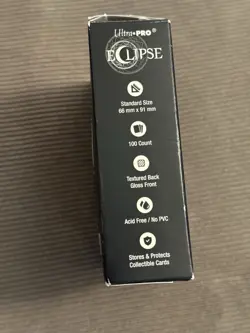 Ultra•PRO®
ECLIPSE
Standard Size
66 mm x 91 mm
100 Count
Textured Back
Gloss Front
Acid Free / No PVC
Stores & Protects
Collectible Cards